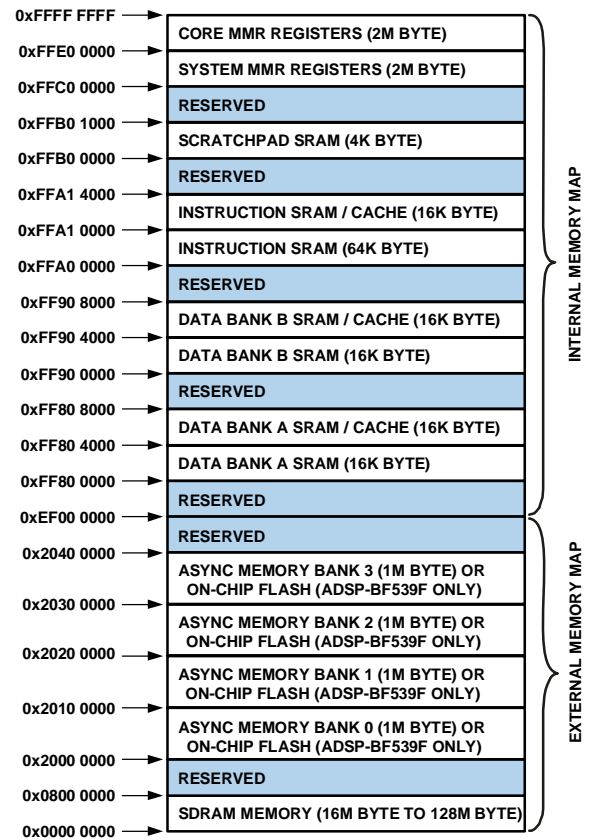 0xFFFF FFFF
CORE MMR REGISTERS (2M BYTE)
0xFFE0 0000
SYSTEM MMR REGISTERS (2M BYTE)
0xFFC0 0000
RESERVED
0xFFB0 1000
SCRATCHPAD SRAM (4K BYTE)
0xFFB0 0000
RESERVED
0xFFA1 4000
INSTRUCTION SRAM / CACHE (16K BYTE)
0xFFA1 0000
INSTRUCTION SRAM (64K BYTE)
0xFFA0 0000
RESERVED
0xFF90 8000
DATA BANK B SRAM / CACHE (16K BYTE)
0xFF90 4000
DATA BANK B SRAM (16K BYTE)
0xFF90 0000
RESERVED
0xFF80 8000
DATA BANK A SRAM / CACHE (16K BYTE)
0xFF80 4000
DATA BANK A SRAM (16K BYTE)
0xFF80 0000
RESERVED
0xEF00 0000
RESERVED
0x2040 0000
ASYNC MEMORY BANK 3 (1M BYTE) OR
ON-CHIP FLASH (ADSP-BF539F ONLY)
0x2030 0000
ASYNC MEMORY BANK 2 (1M BYTE) OR
ON-CHIP FLASH (ADSP-BF539F ONLY)
0x2020 0000
ASYNC MEMORY BANK 1 (1M BYTE) OR
ON-CHIP FLASH (ADSP-BF539F ONLY)
0x2010 0000
ASYNC MEMORY BANK 0 (1M BYTE) OR
ON-CHIP FLASH (ADSP-BF539F ONLY)
0x2000 0000
RESERVED
0x0800 0000
SDRAM MEMORY (16M BYTE TO 128M BYTE)
0x0000 0000
INTERNAL MEMORY MAP
EXTERNAL MEMORY MAP